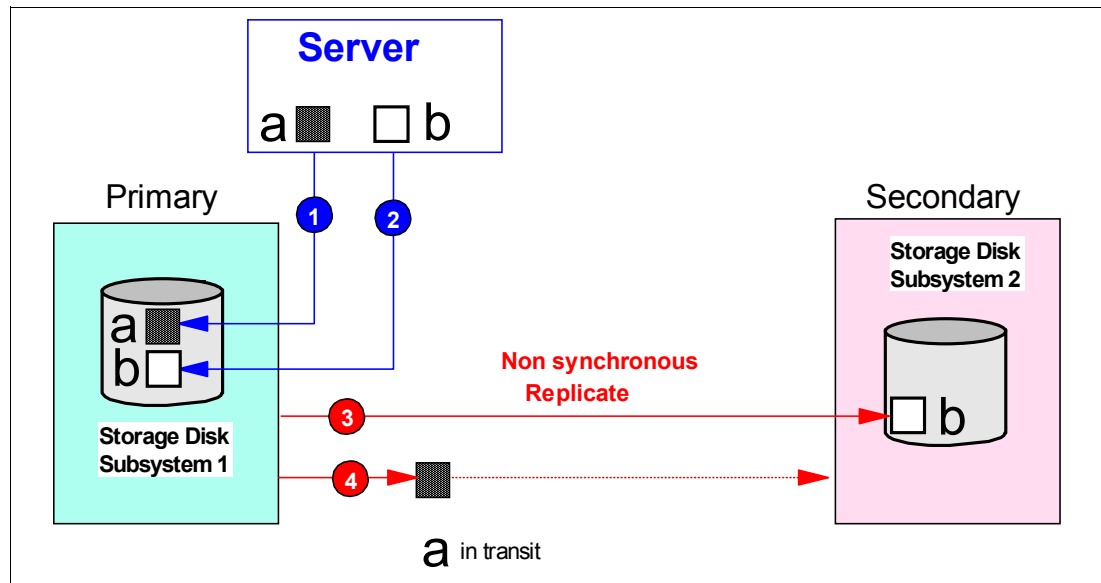 Server
a b
1 2
Primary
Secondary
Storage Disk
Subsystem 2
a
b
Non synchronous
Replicate
3
b
Storage Disk
Subsystem 1
4
a in transit